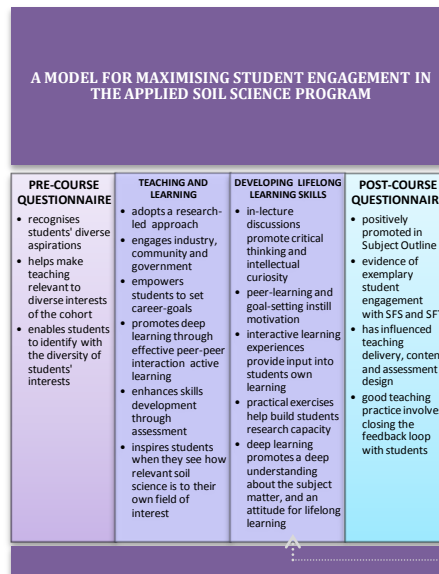 A MODEL FOR MAXIMISING STUDENT ENGAGEMENT IN
THE APPLIED SOIL SCIENCE PROGRAM
PRE-COURSE
QUESTIONNAIRE
• recognises
students' diverse
aspirations
• helps make
teaching
relevant to
diverse interests
of the cohort
• enables students
to identify with
the diversity of
students'
interests
TEACHING AND
LEARNING
• adopts a research-
led approach
• engages industry,
community and
government
• empowers
students to set
career-goals
• promotes deep
learning through
effective peer-peer
interaction active
learning
• enhances skills
development
through
assessment
• inspires students
when they see how
relevant soil
science is to their
own field of
interest
DEVELOPING LIFELONG
LEARNING SKILLS
• in-lecture
discussions
promote critical
thinking and
intellectual
curiosity
• peer-learning and
goal-setting instill
motivation
• interactive learning
experiences
provide input into
students own
learning
• practical exercises
help build students
research capacity
• deep learning
promotes a deep
understanding
about the subject
matter, and an
attitude for lifelong
learning
POST-COURSE
QUESTIONNAIR
• positively
promoted in
Subject Outline
• evidence of
exemplary
student
engagement
with SFS and SF
• has influenced
teaching
delivery, conten
and assessment
design
• good teaching
practice involve
closing the
feedback loop
with students